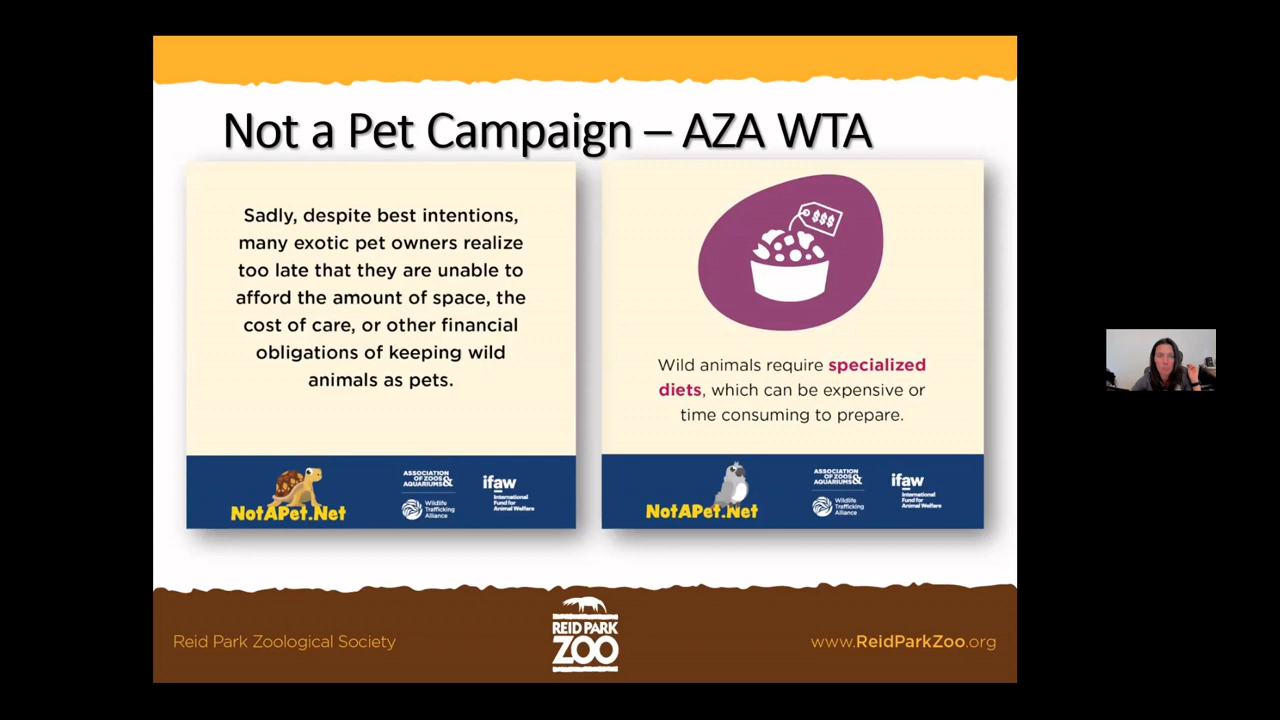 Not a Pet Campaign – AZA WTA
Sadly, despite best intentions,
many exotic pet owners realize
too late that they are unable to
afford the amount of space, the
cost of care, or other financial
obligations of keeping wild
animals as pets.
NotAPet.Net
ASSOCIATION
OF ZOOS
AQUARIUMS&
Wildlife
Trafficking
Alliance
ifaw
International
Fund for
Animal Welfare
$$$
Wild animals require specialized
diets, which can be expensive or
time consuming to prepare.
NotAPet.Net
ASSOCIATION
OF ZOOS
AQUARIUMS&
Wildlife
Trafficking
Alliance
ifaw
International
Fund for
Animal Welfare
Reid Park Zoological Society
REID PARK
ZOO
www.ReidParkZoo.org